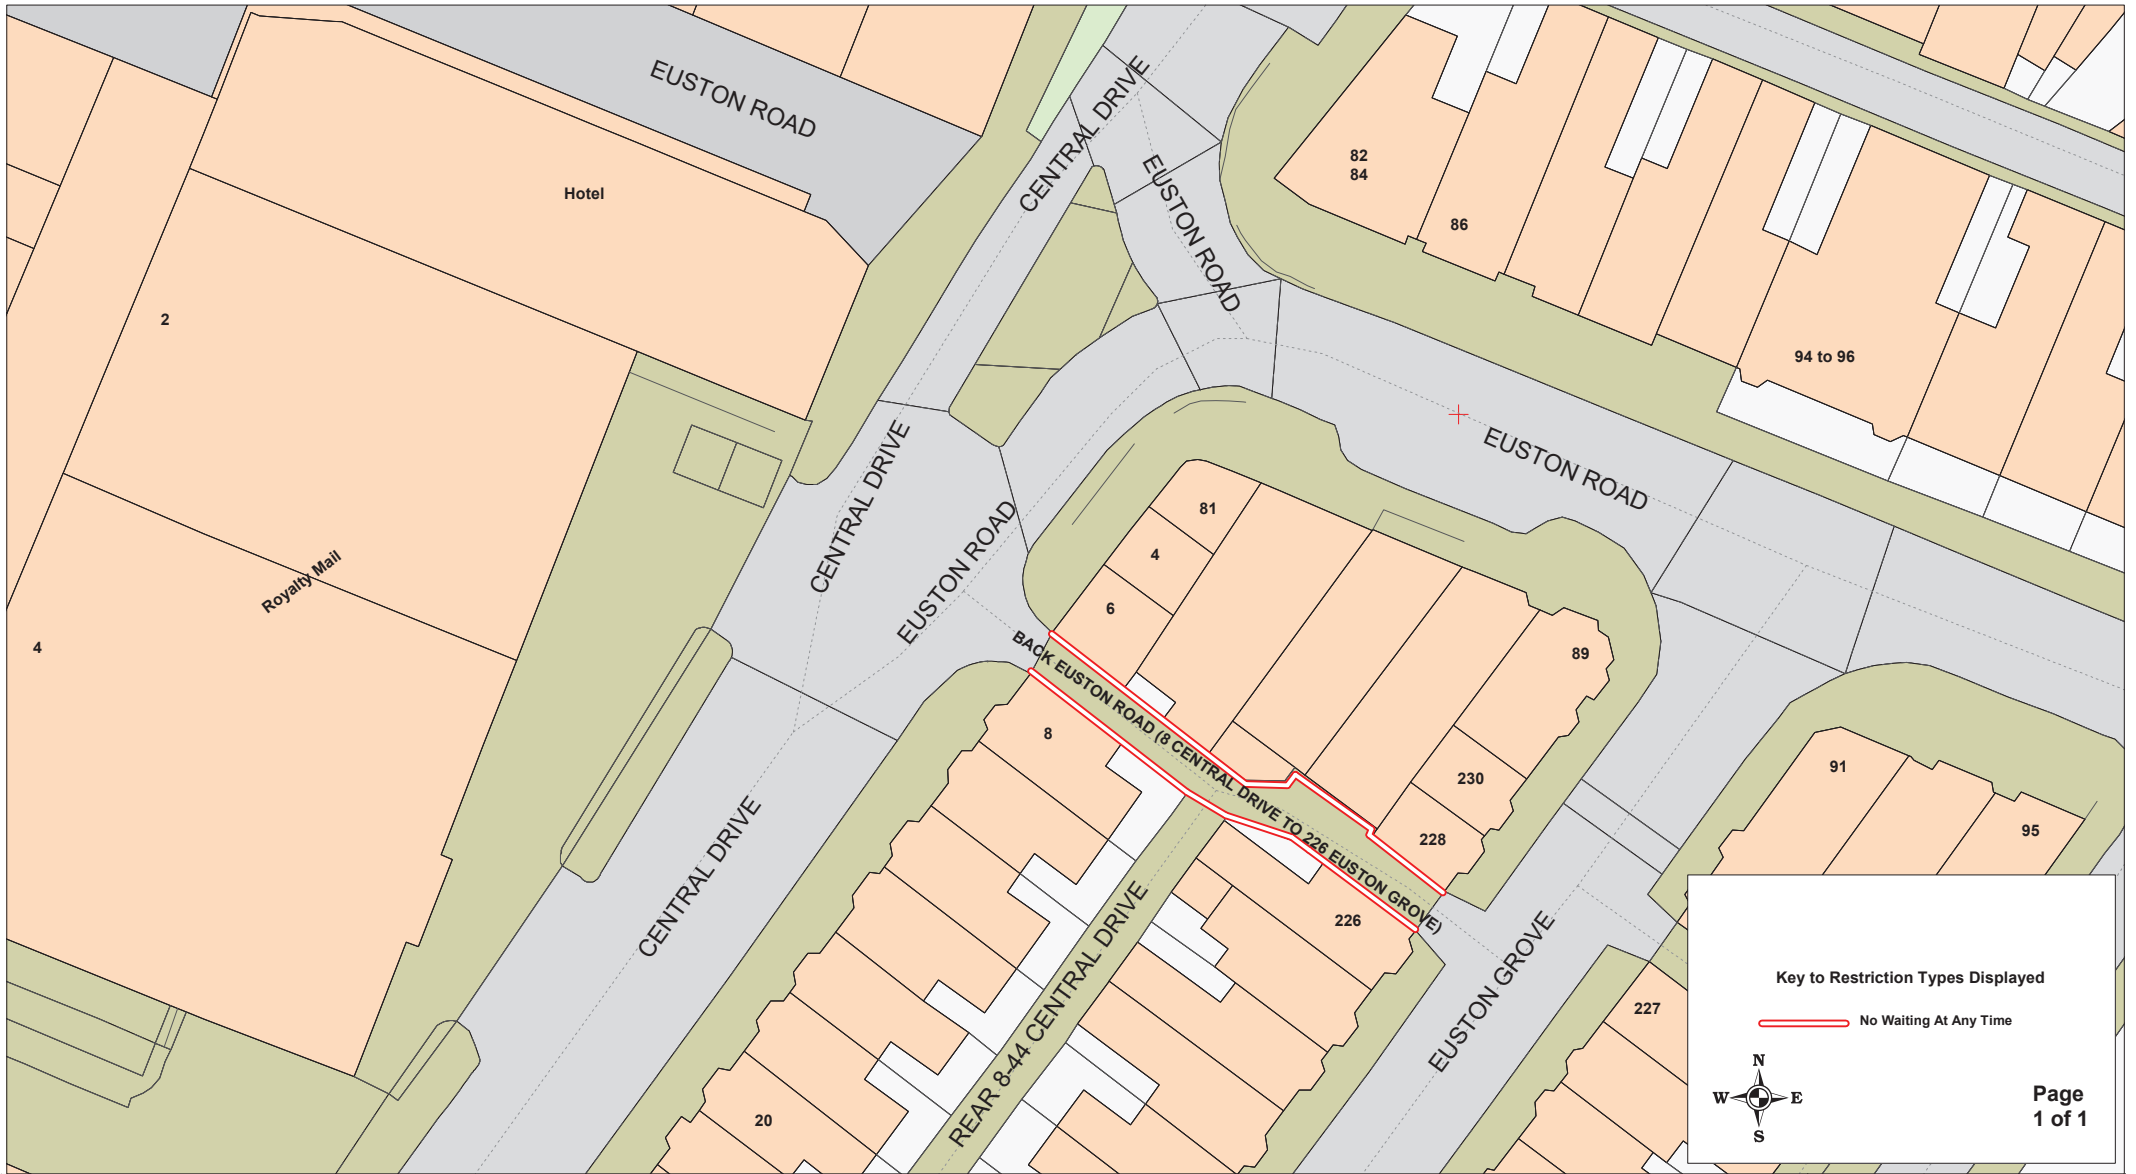 EUSTON ROAD
CENTRAL DRIVE
EUSTON ROAD
Hotel
82
84
86
2
94 to 96
CENTRAL DRIVE
EUSTON ROAD
EUSTON ROAD
81
4
6
Royalty Mail
4
BACK EUSTON ROAD (8 CENTRAL DRIVE TO 226 EUSTON GROVE)
89
8
230
228
91
95
226
CENTRAL DRIVE
REAR 8-44 CENTRAL DRIVE
EUSTON GROVE
227
20
Key to Restriction Types Displayed
No Waiting At Any Time
N
W E
S
Page
1 of 1